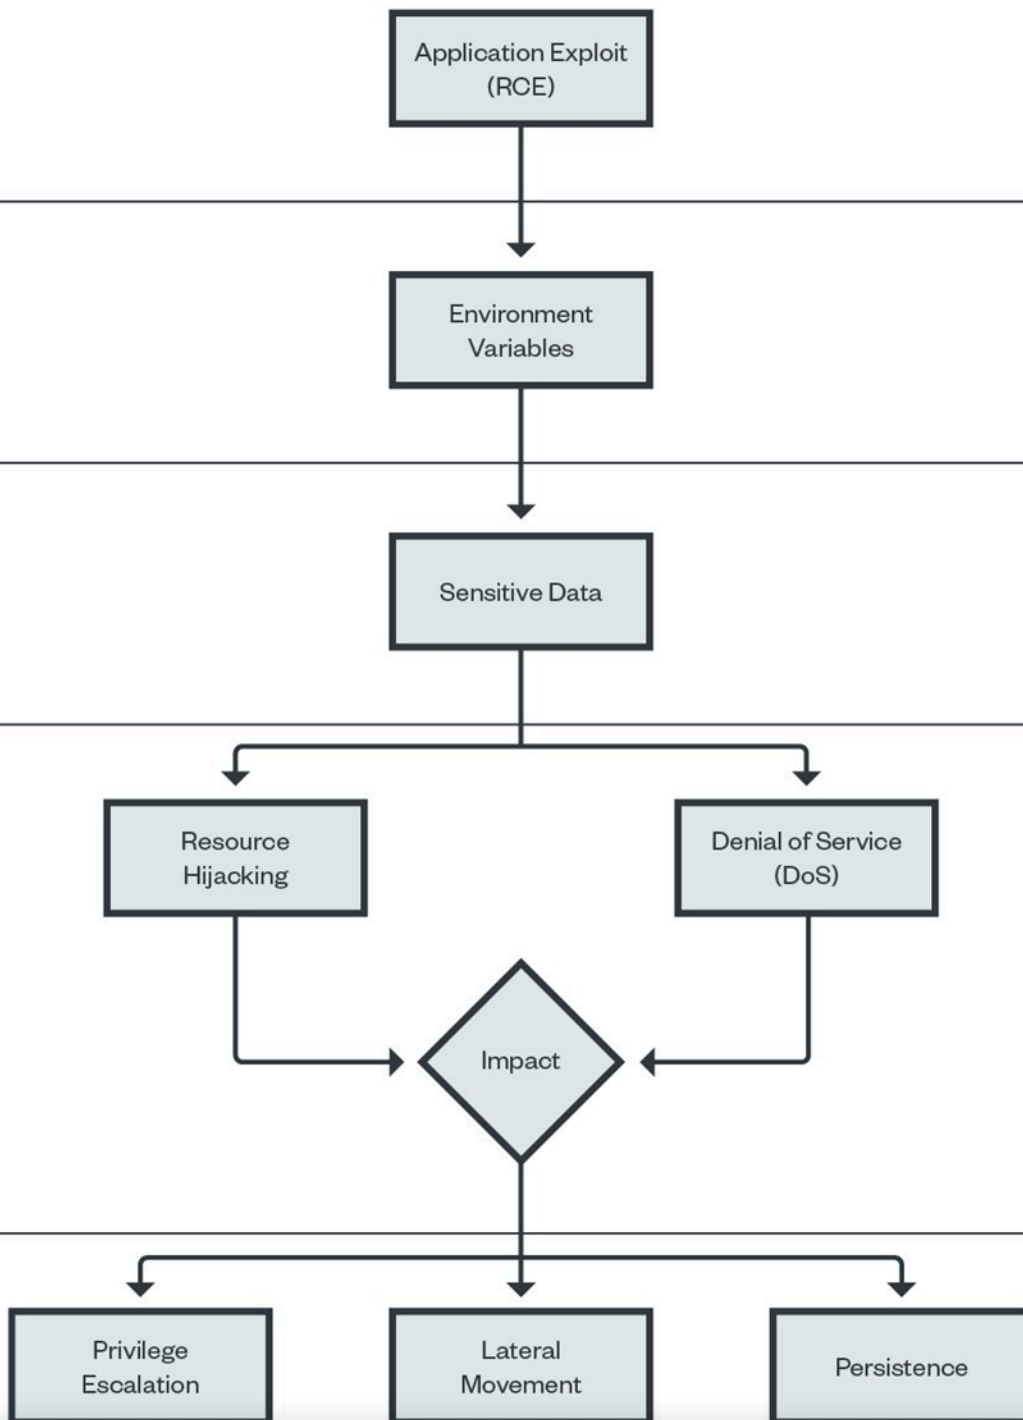 Application Exploit
(RCE)
Environment
Variables
Sensitive Data
Resource
Hijacking
Denial of Service
(DoS)
Impact
Privilege
Escalation
Lateral
Movement
Persistence